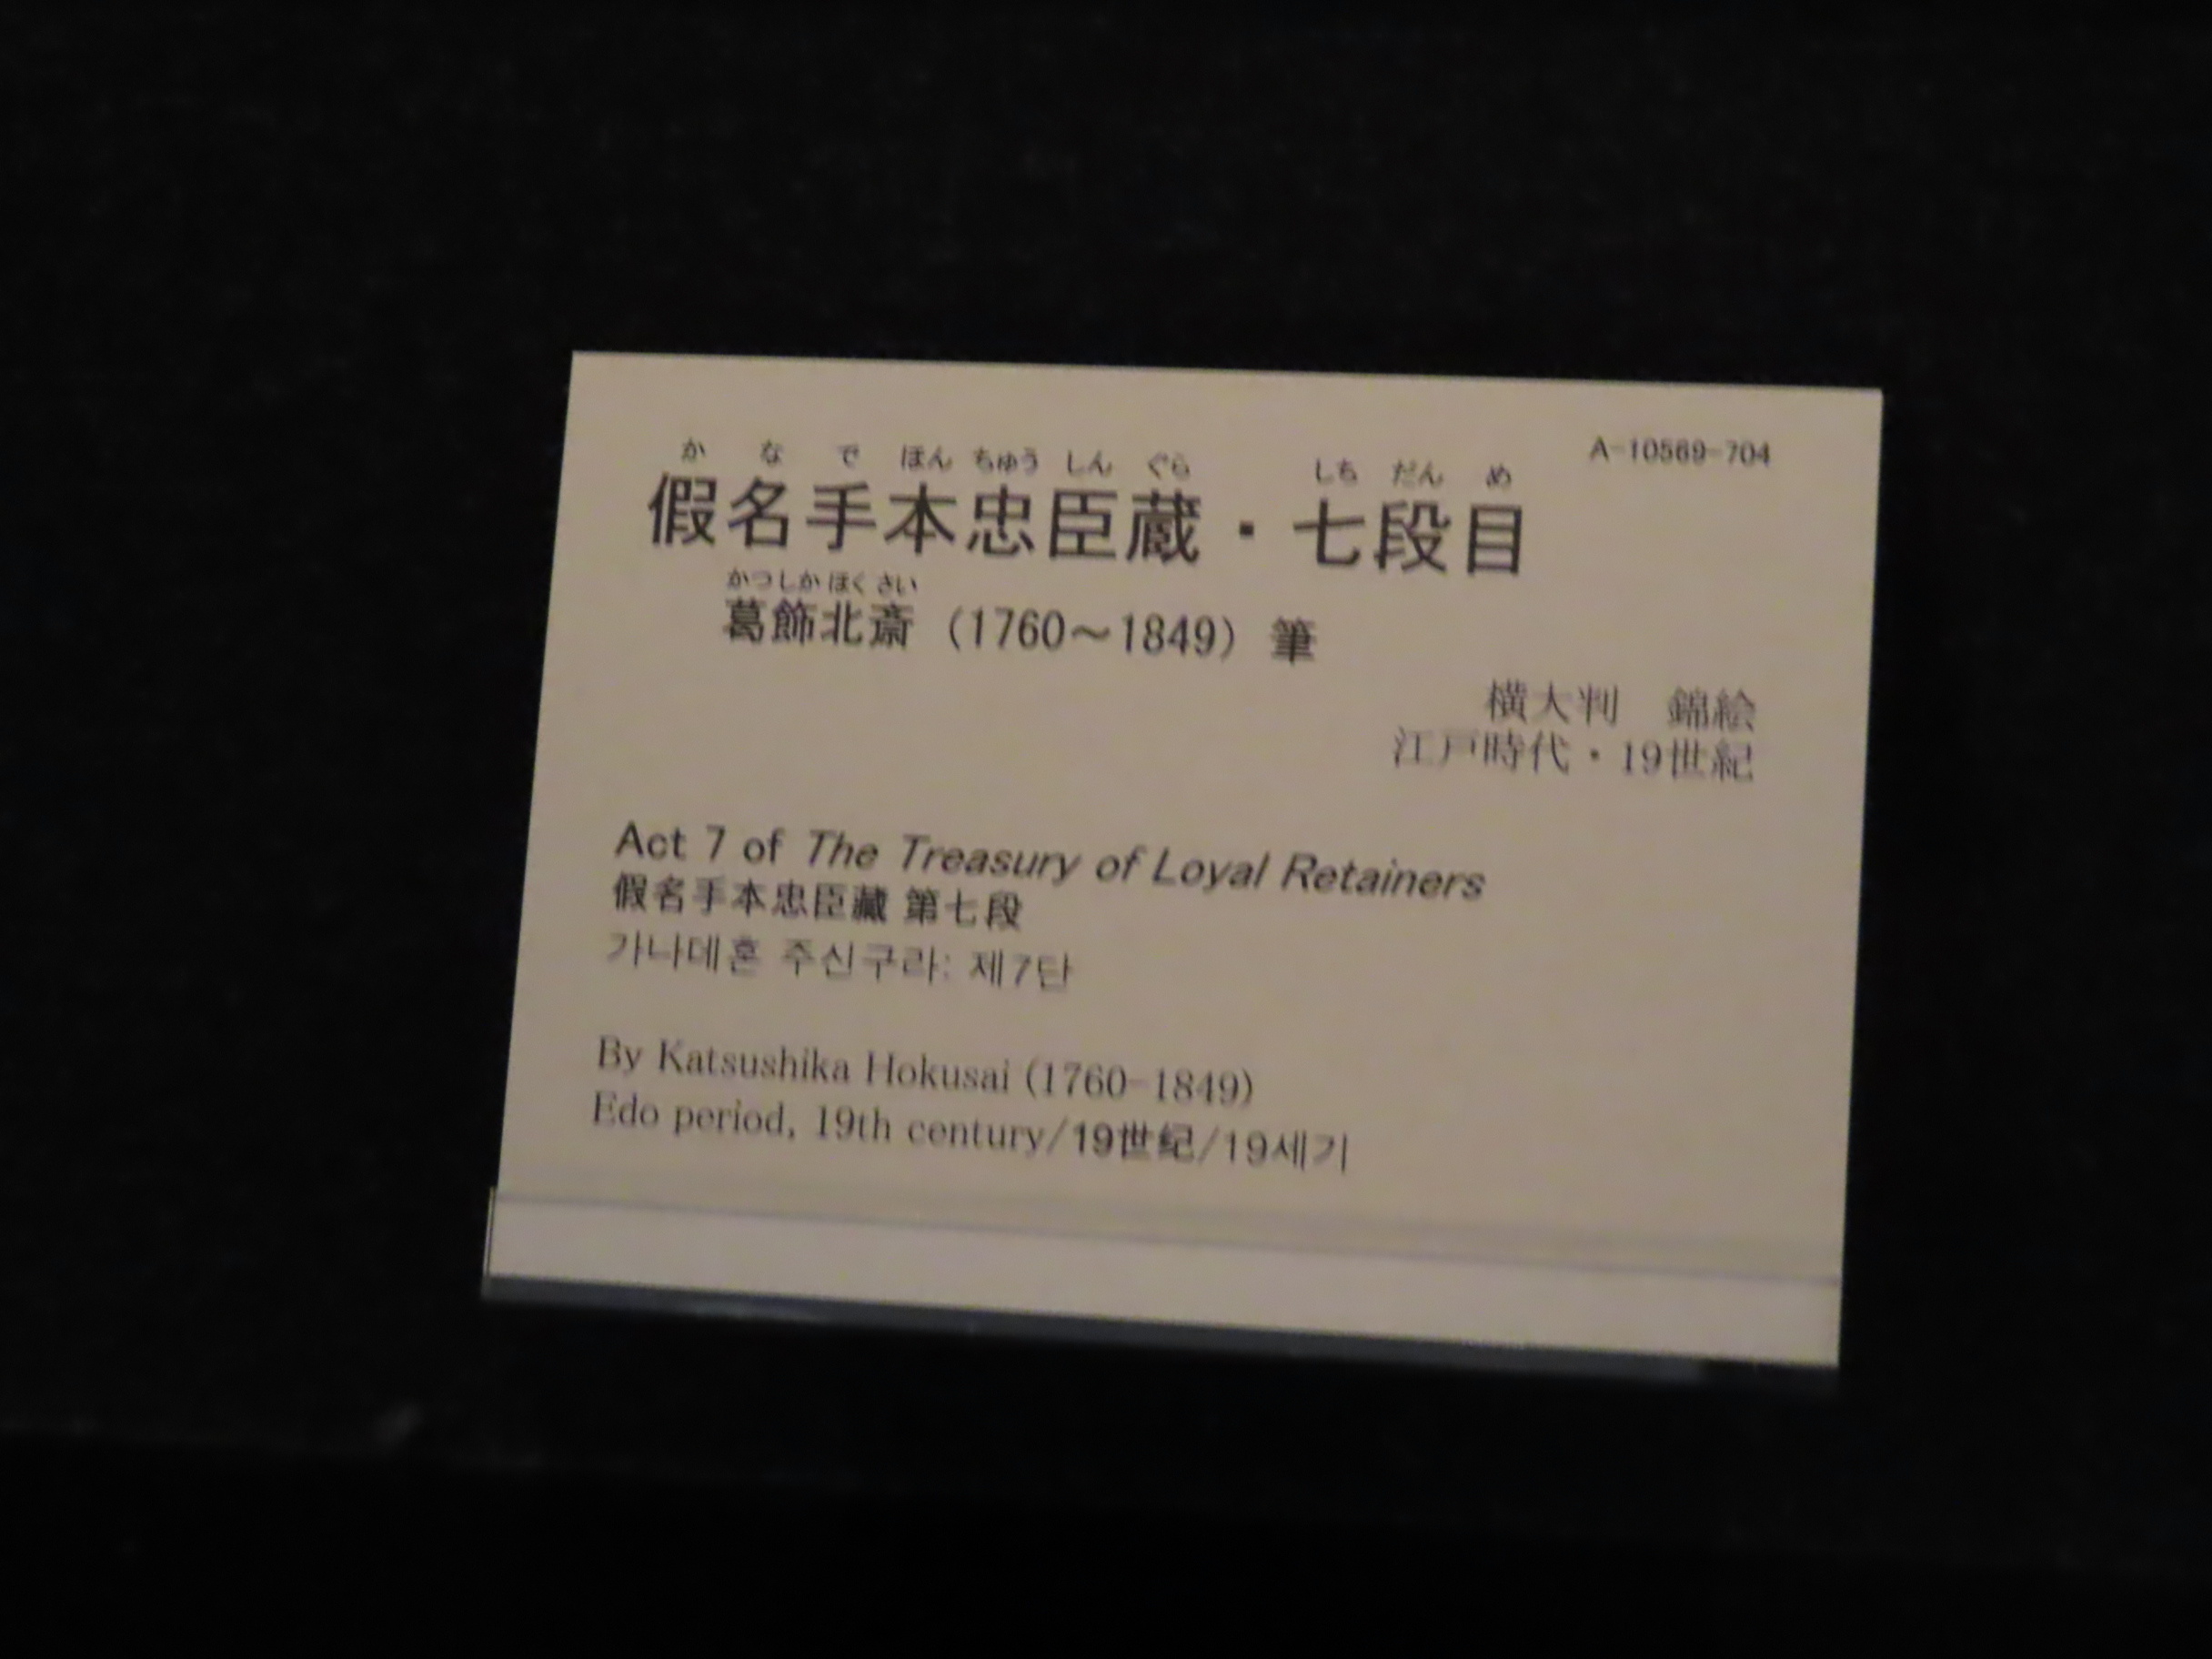 A-10569-704
か な で ほん ちゅう しん ぐら しち だん め
假名手本忠臣蔵・七段目
かつしか ほく さい
葛飾北斎（1760～1849）筆
横大判　錦絵
江戸時代・19世紀
Act 7 of The Treasury of Loyal Retainers
假名手本忠臣藏 第七段
가나데혼 주신구라: 제7단
By Katsushika Hokusai (1760-1849)
Edo period, 19th century/19世纪/19세기